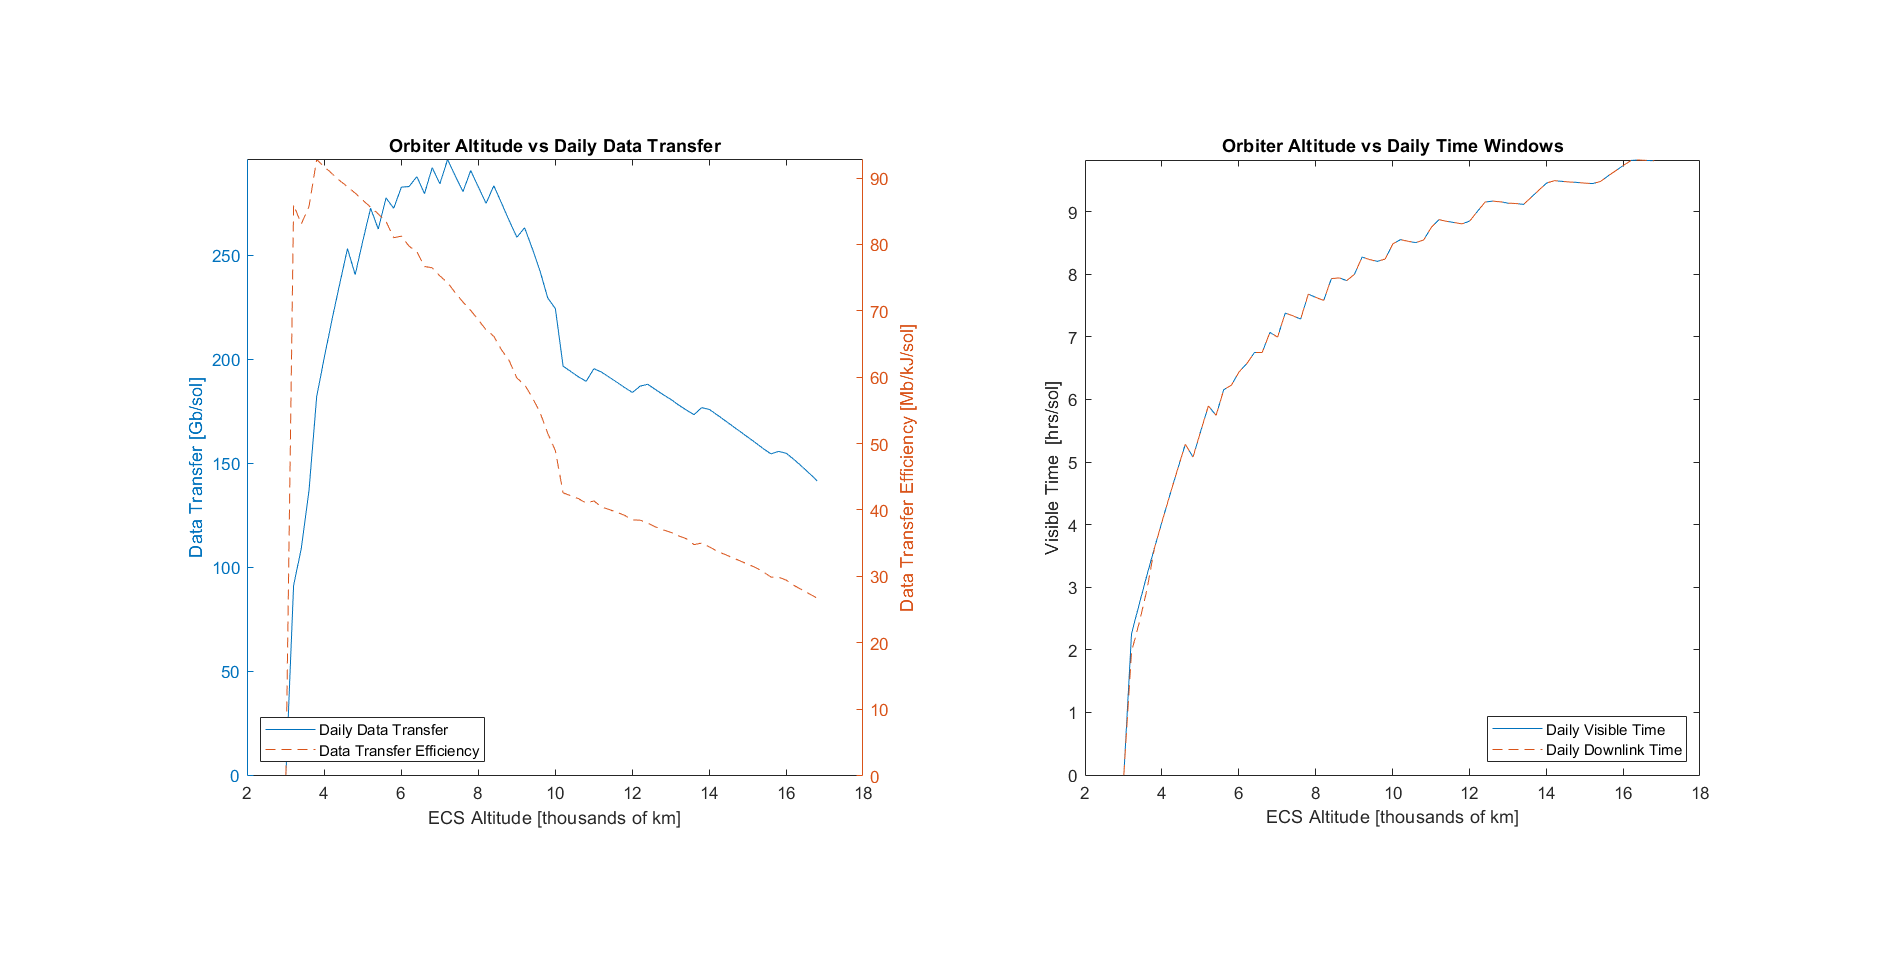 Orbiter Altitude vs Daily Data Transfer
Data Transfer [Gb/sol]
250
200
150
100
50
0
90
80
70
60
50
40
30
20
10
0
Data Transfer Efficiency [Mb/kJ/sol]
Daily Data Transfer
Data Transfer Efficiency
2 4 6 8 10 12 14 16 18
ECS Altitude [thousands of km]
Orbiter Altitude vs Daily Time Windows
Visible Time [hrs/sol]
9
8
7
6
5
4
3
2
1
0
Daily Visible Time
Daily Downlink Time
2 4 6 8 10 12 14 16 18
ECS Altitude [thousands of km]